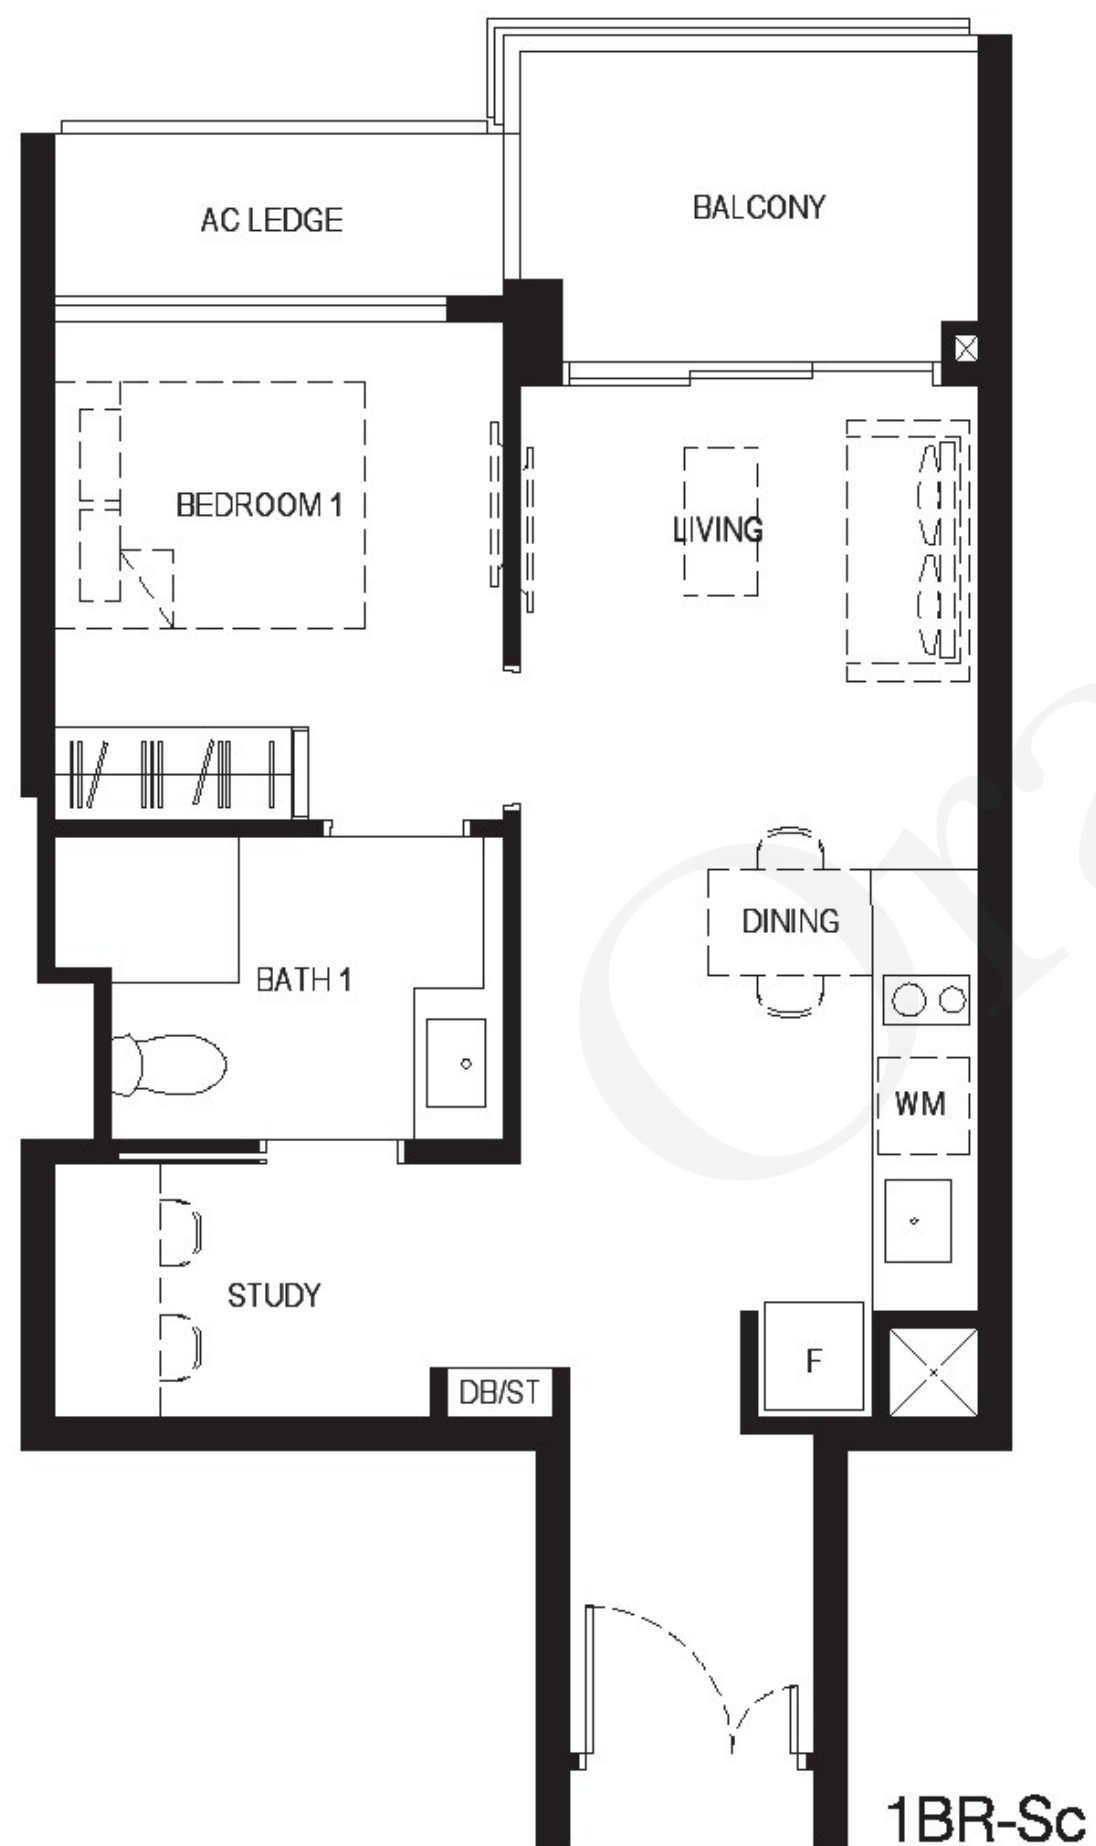 BALCONY
AC LEDGE
BEDROOM 1
LIVING
DINING
BATH 1
WM
STUDY
F
DB/ST
1BR-Sc